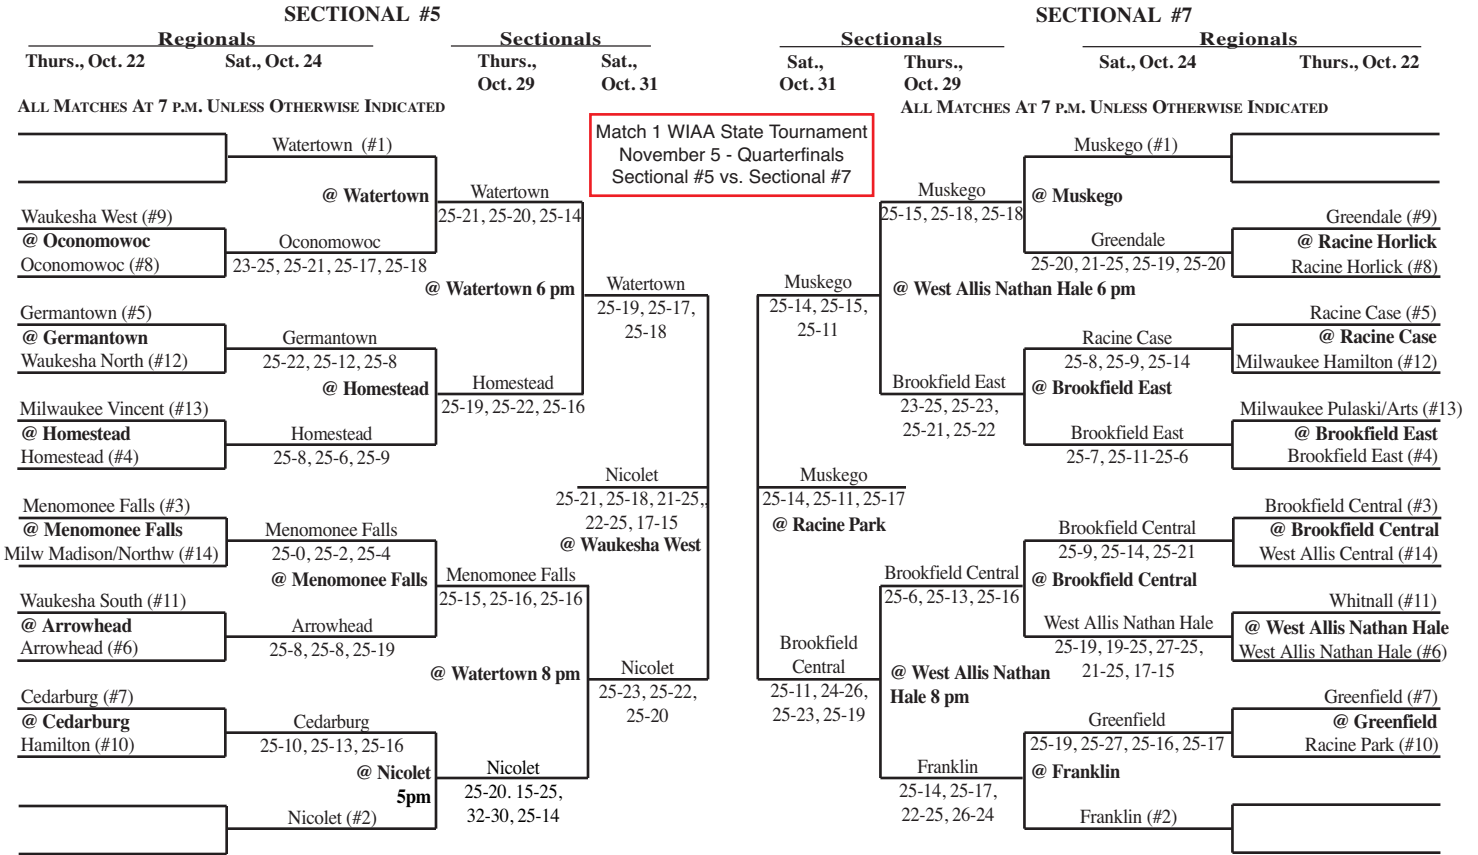 SECTIONAL #5
Regionals
Sectionals
Thurs., Oct. 22
Sat., Oct. 24
Thurs.,
Oct. 29
Sat.,
Oct. 31
ALL MATCHES AT 7 P.M. UNLESS OTHERWISE INDICATED
Watertown (#1)
@ Watertown
Waukesha West (#9)
@ Oconomowoc
Oconomowoc (#8)
Oconomowoc
23-25, 25-21, 25-17, 25-18
Watertown
25-21, 25-20, 25-14
@ Watertown 6 pm
Germantown (#5)
@ Germantown
Waukesha North (#12)
Germantown
25-22, 25-12, 25-8
@ Homestead
Homestead
25-19, 25-22, 25-16
Milwaukee Vincent (#13)
@ Homestead
Homestead (#4)
Homestead
25-8, 25-6, 25-9
Watertown
25-19, 25-17,
25-18
Nicolet
25-21, 25-18, 21-25,,
22-25, 17-15
@ Waukesha West
Menomonee Falls (#3)
@ Menomonee Falls
Milw Madison/Northw (#14)
Menomonee Falls
25-0, 25-2, 25-4
@ Menomonee Falls
Menomonee Falls
25-15, 25-16, 25-16
Waukesha South (#11)
@ Arrowhead
Arrowhead (#6)
Arrowhead
25-8, 25-8, 25-19
@ Watertown 8 pm
Nicolet
25-23, 25-22,
25-20
Cedarburg (#7)
@ Cedarburg
Hamilton (#10)
Cedarburg
25-10, 25-13, 25-16
@ Nicolet
5pm
Nicolet
25-20. 15-25,
32-30, 25-14
Nicolet (#2)
Match 1 WIAA State Tournament
November 5 - Quarterfinals
Sectional #5 vs. Sectional #7
SECTIONAL #7
Sectionals
Regionals
Sat.,
Oct. 31
Thurs.,
Oct. 29
Sat., Oct. 24
Thurs., Oct. 22
ALL MATCHES AT 7 P.M. UNLESS OTHERWISE INDICATED
Muskego (#1)
Muskego
25-15, 25-18, 25-18
@ Muskego
Greendale (#9)
@ Racine Horlick
Racine Horlick (#8)
Greendale
25-20, 21-25, 25-19, 25-20
Muskego
25-14, 25-15,
25-11
@ West Allis Nathan Hale 6 pm
Racine Case (#5)
@ Racine Case
Milwaukee Hamilton (#12)
Racine Case
25-8, 25-9, 25-14
Brookfield East
23-25, 25-23,
25-21, 25-22
@ Brookfield East
Milwaukee Pulaski/Arts (#13)
@ Brookfield East
Brookfield East (#4)
Brookfield East
25-7, 25-11-25-6
Muskego
25-14, 25-11, 25-17
@ Racine Park
Brookfield Central (#3)
@ Brookfield Central
West Allis Central (#14)
Brookfield Central
25-9, 25-14, 25-21
Brookfield Central
25-6, 25-13, 25-16
@ Brookfield Central
Whitnall (#11)
@ West Allis Nathan Hale
West Allis Nathan Hale (#6)
West Allis Nathan Hale
25-19, 19-25, 27-25,
21-25, 17-15
Brookfield
Central
25-11, 24-26,
25-23, 25-19
@ West Allis Nathan
Hale 8 pm
Greenfield (#7)
@ Greenfield
Racine Park (#10)
Greenfield
25-19, 25-27, 25-16, 25-17
Franklin
25-14, 25-17,
22-25, 26-24
@ Franklin
Franklin (#2)